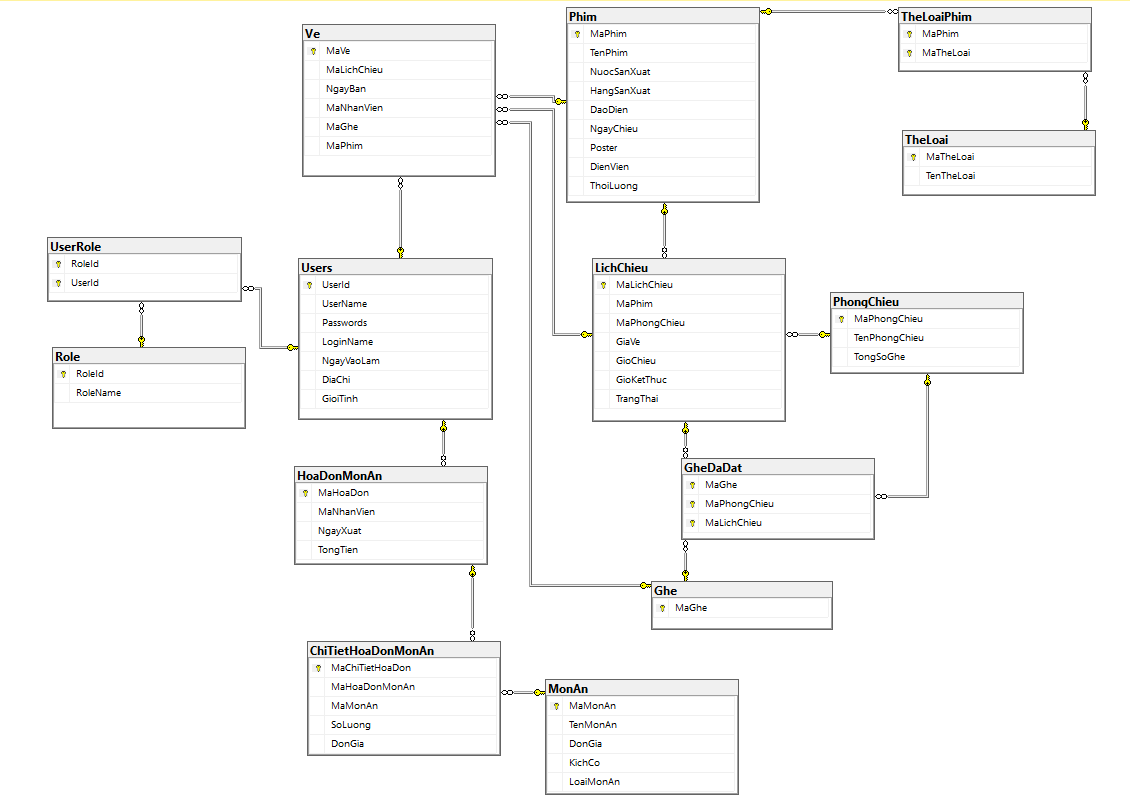 Ve
MaVe
MaLichChieu
NgayBan
MaNhanVien
MaGhe
MaPhim
Phim
MaPhim
TenPhim
NuocSanXuat
HangSanXuat
DaoDien
NgayChieu
Poster
DienVien
ThoiLuong
TheLoaiPhim
MaPhim
MaTheLoai
TheLoai
MaTheLoai
TenTheLoai
UserRole
RoleId
UserId
Role
RoleId
RoleName
Users
UserId
UserName
Passwords
LoginName
NgayVaoLam
DiaChi
GioiTinh
LichChieu
MaLichChieu
MaPhim
MaPhongChieu
GiaVe
GioChieu
GioKetThuc
TrangThai
PhongChieu
MaPhongChieu
TenPhongChieu
TongSoGhe
GheDaDat
MaGhe
MaPhongChieu
MaLichChieu
HoaDonMonAn
MaHoaDon
MaNhanVien
NgayXuat
TongTien
Ghe
MaGhe
ChiTietHoaDonMonAn
MaChiTietHoaDon
MaHoaDonMonAn
MaMonAn
SoLuong
DonGia
MonAn
MaMonAn
TenMonAn
DonGia
KichCo
LoaiMonAn